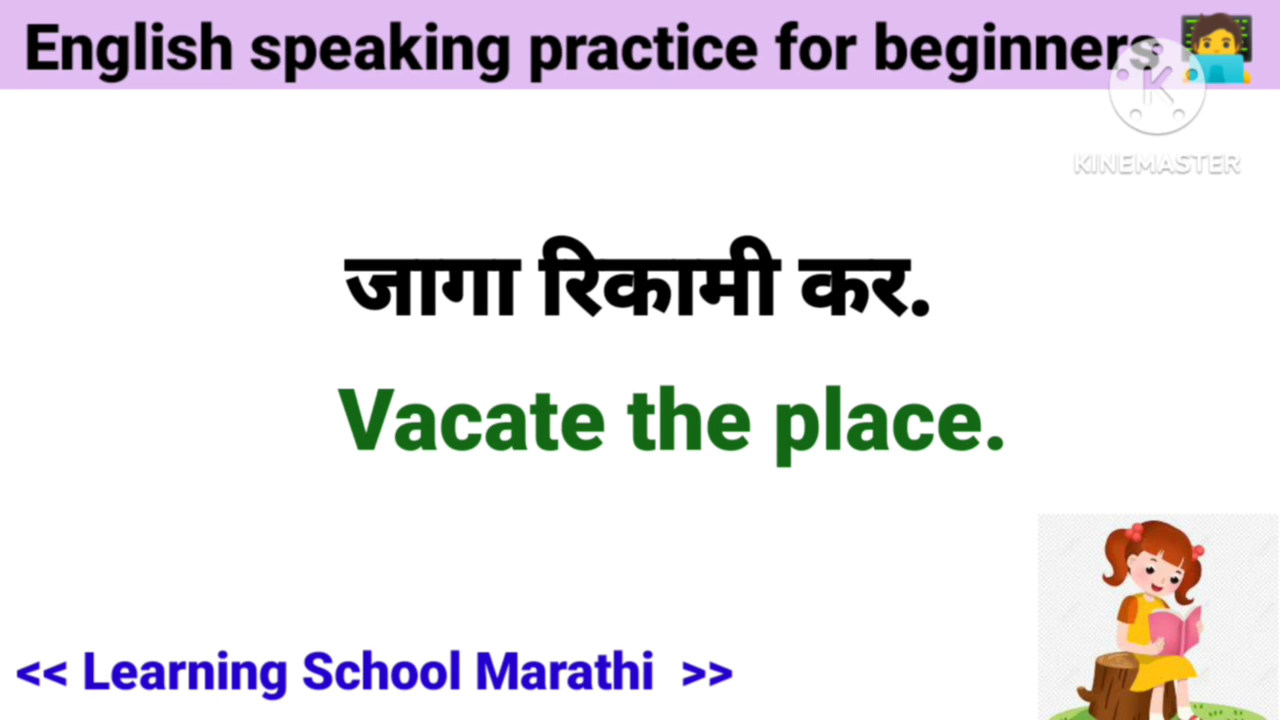 English speaking practice for beginners
KINEMASTER
जागा रिकामी कर.
Vacate the place.
<< Learning School Marathi >>